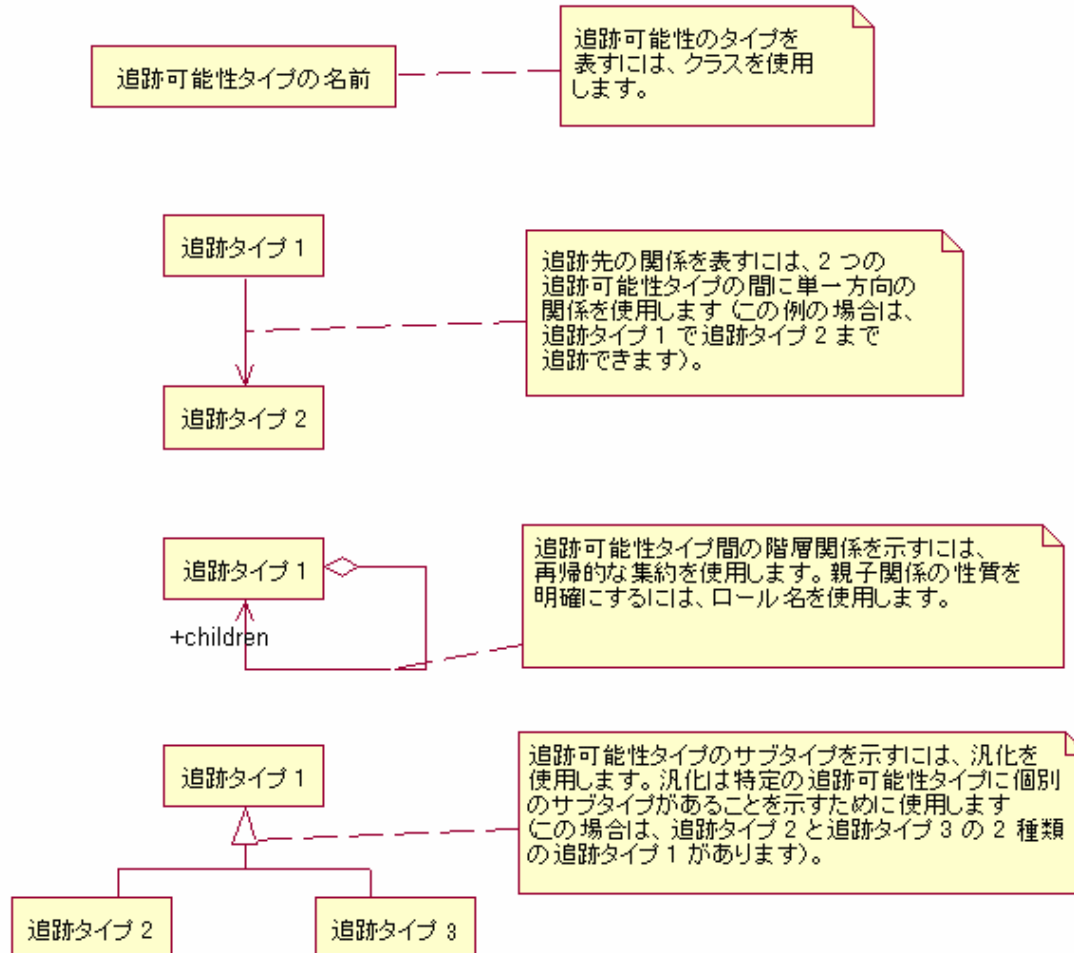 追跡可能性タイプの名前
追跡可能性のタイプを
表すには、クラスを使用
します。
追跡タイプ 1
追跡先の関係を表すには、2 つの
追跡可能性タイプの間に単一方向の
関係を使用します (この例の場合は、
追跡タイプ 1 で追跡タイプ 2 まで
追跡できます)。
追跡タイプ 2
追跡タイプ 1
+children
追跡可能性タイプ間の階層関係を示すには、
再帰的な集約を使用します。親子関係の性質を
明確にするには、ロール名を使用します。
追跡タイプ 1
追跡可能性タイプのサブタイプを示すには、汎化を
使用します。汎化は特定の追跡可能性タイプに個別
のサブタイプがあることを示すために使用します
(この場合は、追跡タイプ 2 と追跡タイプ 3 の 2 種類
の追跡タイプ 1 があります)。
追跡タイプ 2
追跡タイプ 3